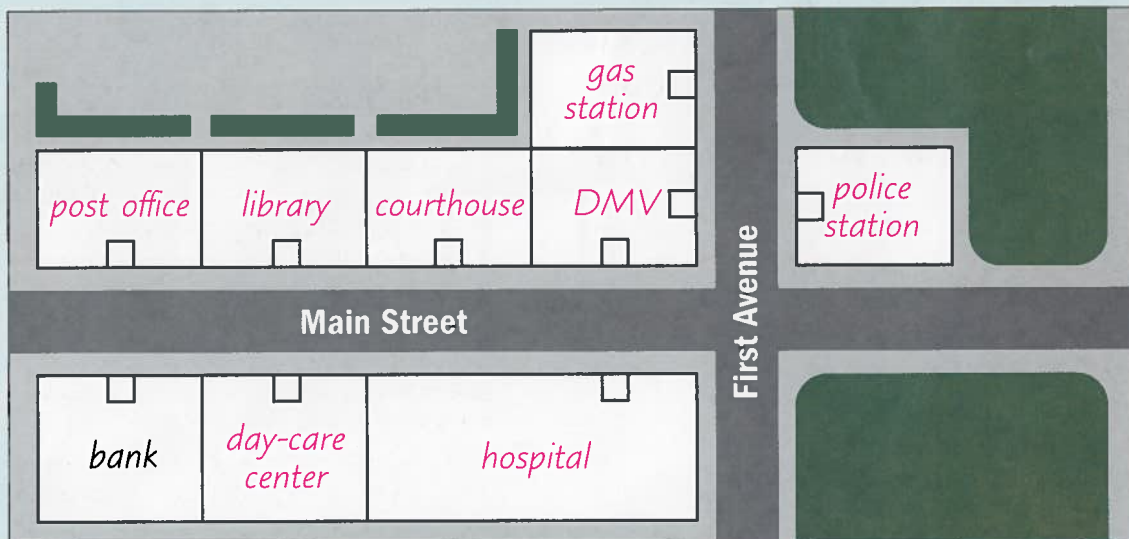 gas
station
post office
library
courthouse
DMV
police
station
Main Street
First Avenue
bank
day-care
center
hospital